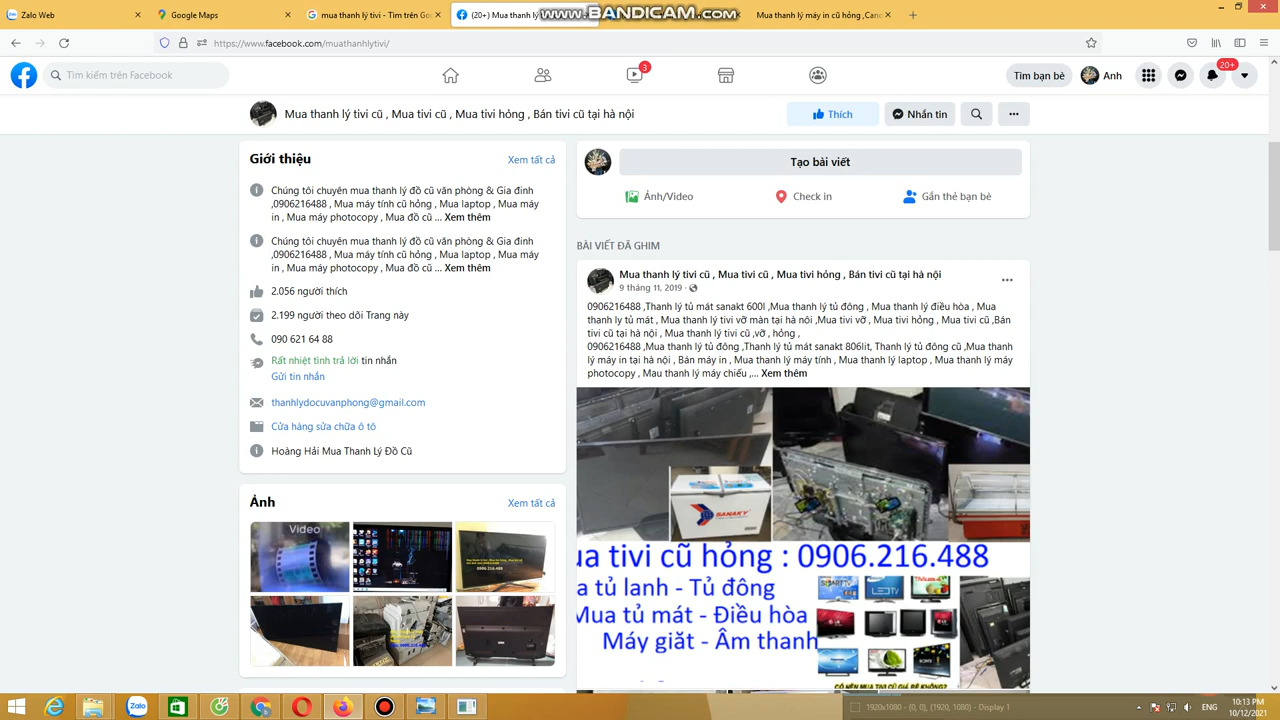 Zalo Web
Google Maps
mua thanh lý tivi - Tìm trên Goo
(20+) Mua thanh lý
www.BANDICAM.com
Mua thanh lý máy in cũ hỏng ,Cano
https://www.facebook.com/muathanhlytivi/
Tìm kiếm trên Facebook
3
Tìm bạn bè
Anh
20+
Mua thanh lý tivi cũ , Mua tivi cũ , Mua tivi hỏng , Bán tivi cũ tại hà nội
Thích
Nhắn tin
Giới thiệu
Xem tất cả
Chúng tôi chuyên mua thanh lý đồ cũ văn phòng & Gia đình
,0906216488 , Mua máy tính cũ hỏng , Mua laptop , Mua máy
in , Mua máy photocopy , Mua đồ cũ ... Xem thêm
Chúng tôi chuyên mua thanh lý đồ cũ văn phòng & Gia đình
,0906216488 , Mua máy tính cũ hỏng , Mua laptop , Mua máy
in , Mua máy photocopy , Mua đồ cũ ... Xem thêm
2.056 người thích
2.199 người theo dõi Trang này
090 621 64 88
Rất nhiệt tình trả lời tin nhắn
Gửi tin nhắn
thanhlydocuvanphong@gmail.com
Cửa hàng sửa chữa ô tô
Hoàng Hải Mua Thanh Lý Đồ Cũ
Ảnh
Xem tất cả
Video
Tạo bài viết
Ảnh/Video
Check in
Gắn thẻ bạn bè
BÀI VIẾT ĐÃ GHIM
Mua thanh lý tivi cũ , Mua tivi cũ , Mua tivi hỏng , Bán tivi cũ tại hà nội
9 tháng 11, 2019 ·
0906216488 ,Thanh lý tủ mát sanakt 600l ,Mua thanh lý tủ đông , Mua thanh lý điều hòa , Mua
thanh ly tủ mát , Mua thanh lý tivi vỡ màn tại hà nôi ,Mua tivi vỡ , Mua tivi hỏng , Mua tivi cũ ,Bán
tivi cũ tại hà nội , Mua thanh lý tivi cũ ,vỡ , hỏng ,
0906216488 ,Mua thanh lý tủ đông ,Thanh lý tủ mát sanakt 806lit, Thanh lý tủ đông cũ ,Mua thanh
lý máy in tại hà nội , Bán máy in , Mua thanh lý máy tính , Mua thanh lý laptop , Mua thanh lý máy
photocopy , Mau thanh lý máy chiếu ,... Xem thêm
SANAKY
ua tivi cũ hỏng : 0906.216.488
a tủ lanh - Tủ đông
Mua tủ mát - Điều hòa
Máy giăt - Âm thanh
CÓ NÊN MUA TIVI CŨ GIÁ RẺ KHÔNG?
Zalo
1920x1080 - (0, 0), (1920, 1080) - Display 1
ENG
10:13 PM
10/12/2021